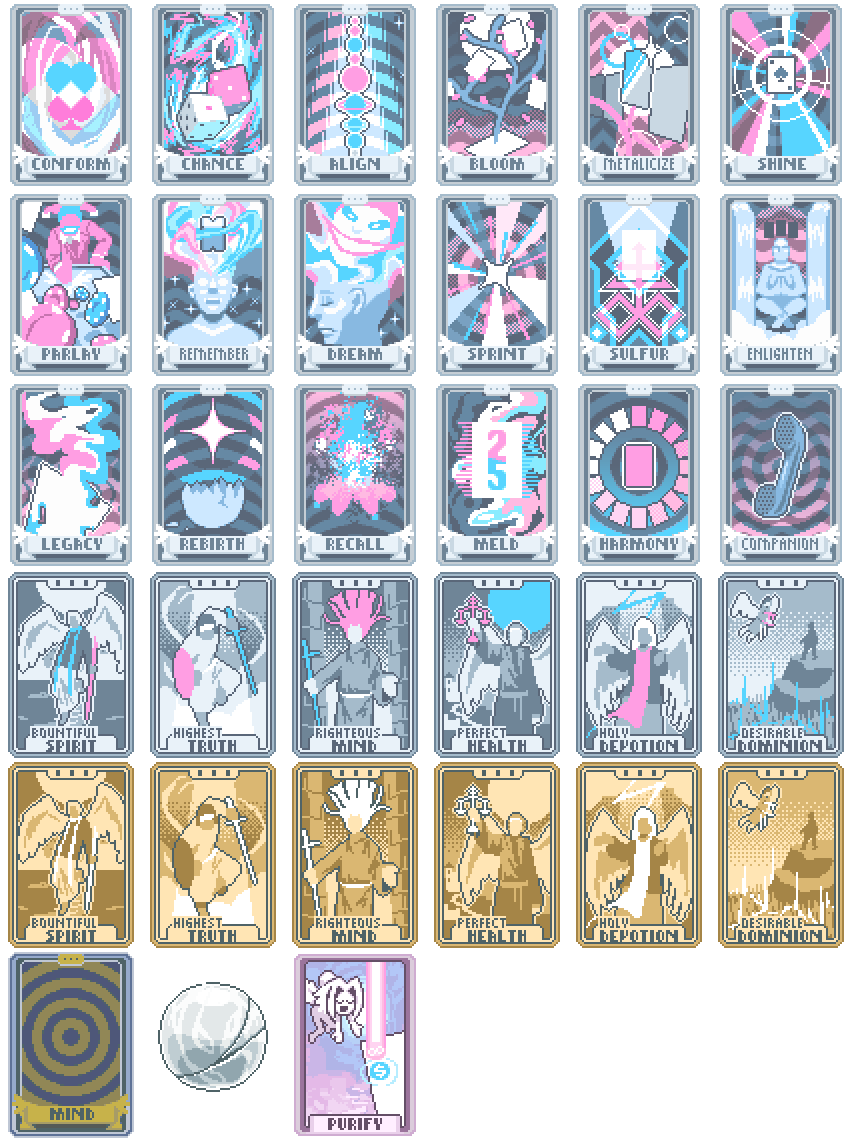 CONFORM
CHANCE
ALIGN
BLOOM
METALICIZE
SHINE
PARLAY
REMEMBER
DREAM
SPRINT
SULFUR
ENLIGHTEN
LEGACY
REBIRTH
RECALL
25
MELD
HARMONY
COMPANION
BOUNTIFUL
SPIRIT
HIGHEST
TRUTH
RIGHTEOUS
MIND
PERFECT
HEALTH
HOLY
DEVOTION
DESIRABLE
DOMINION
BOUNTIFUL
SPIRIT
HIGHEST
TRUTH
RIGHTEOUS
MIND
PERFECT
HEALTH
HOLY
DEVOTION
DESIRABLE
DOMINION
MIND
$
PURIFY